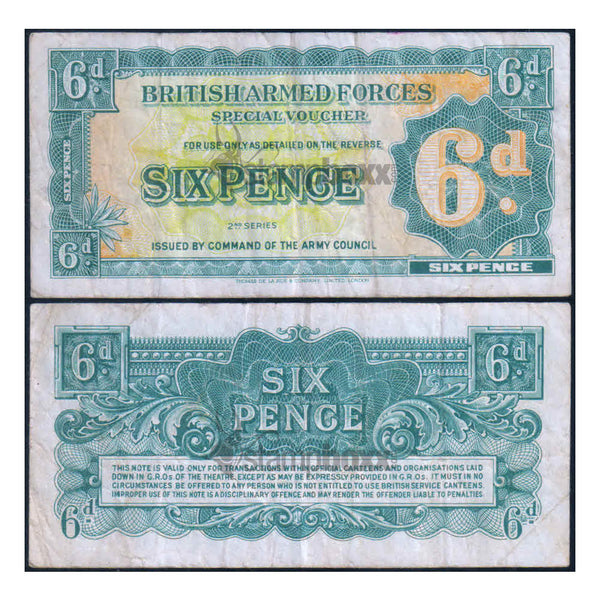 6d.
6d.
BRITISH ARMED FORCES
SPECIAL VOUCHER
FOR USE ONLY AS DETAILED ON THE REVERSE
SIX PENCE
6d.
SIXPENCE
stampboxx
2ND SERIES
ISSUED BY COMMAND OF THE ARMY COUNCIL
6d.
SIX PENCE
THOMAS DE LA RUE & COMPANY, LIMITED, LONDON.
6d.
6d.
SIX
PENCE
stampboxx
THIS NOTE IS VALID ONLY FOR TRANSACTIONS WITHIN OFFICIAL CANTEENS AND ORGANISATIONS LAID
DOWN IN G.R.Os OF THE THEATRE, EXCEPT AS MAY BE EXPRESSLY PROVIDED IN G.R.Os. IT MUST IN NO
CIRCUMSTANCES BE OFFERED TO ANY PERSON WHO IS NOT ENTITLED TO USE BRITISH SERVICE CANTEENS.
IMPROPER USE OF THIS NOTE IS A DISCIPLINARY OFFENCE AND MAY RENDER THE OFFENDER LIABLE TO PENALTIES.
6d.
6d.